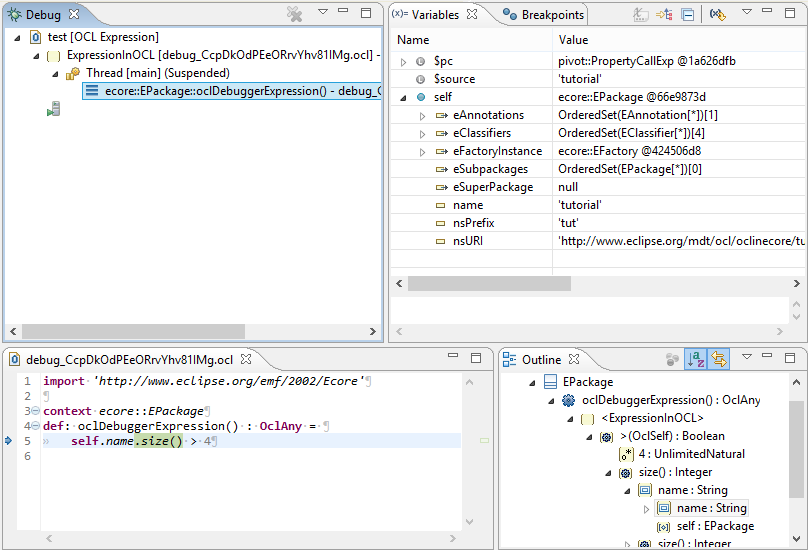 Debug
test [OCL Expression]
ExpressionInOCL [debug_CcpDkOdPEeORrvYhv81lMg.ocl] -
Thread [main] (Suspended)
ecore::EPackage::oclDebuggerExpression() - debug_C
(x)= Variables
Breakpoints
Name Value
$pc pivot::PropertyCallExp @1a626dfb
$source 'tutorial'
self ecore::EPackage @66e9873d
eAnnotations OrderedSet(EAnnotation[*])[1]
eClassifiers OrderedSet(EClassifier[*])[4]
eFactoryInstance ecore::EFactory @424506d8
eSubpackages OrderedSet(EPackage[*])[0]
eSuperPackage null
name 'tutorial'
nsPrefix 'tut'
nsURI 'http://www.eclipse.org/mdt/ocl/oclinecore/tu
debug_CcpDkOdPEeORrvYhv81lMg.ocl
1 import 'http://www.eclipse.org/emf/2002/Ecore'¶
2 ¶
3 context ecore::EPackage¶
4 def: oclDebuggerExpression() : OclAny = ¶
5 » self.name.size() > 4¶
6
Outline
EPackage
oclDebuggerExpression() : OclAny
<ExpressionInOCL>
>(OclSelf) : Boolean
4 : UnlimitedNatural
size() : Integer
name : String
name : String
self : EPackage
size() : Integer